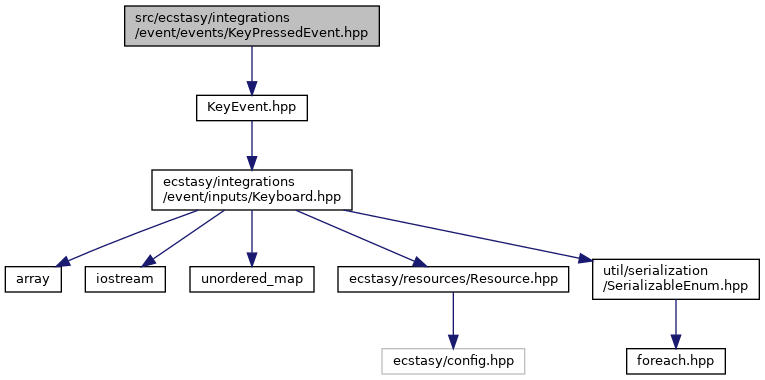 src/ecstasy/integrations
/event/events/KeyPressedEvent.hpp
KeyEvent.hpp
ecstasy/integrations
/event/inputs/Keyboard.hpp
array
iostream
unordered_map
ecstasy/resources/Resource.hpp
util/serialization
/SerializableEnum.hpp
ecstasy/config.hpp
foreach.hpp